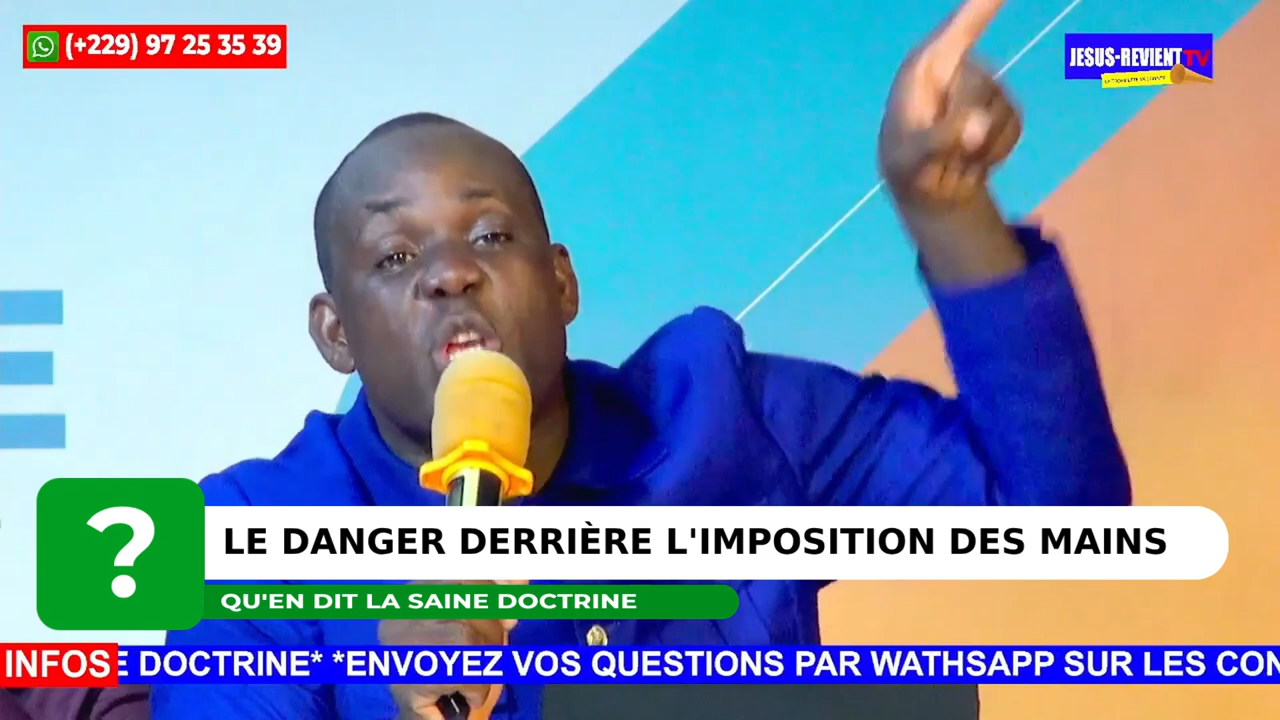 (+229) 97 25 35 39
JESUS-REVIENT TV
?
LE DANGER DERRIÈRE L'IMPOSITION DES MAINS
QU'EN DIT LA SAINE DOCTRINE
INFOS E DOCTRINE* *ENVOYEZ VOS QUESTIONS PAR WATHSAPP SUR LES CON